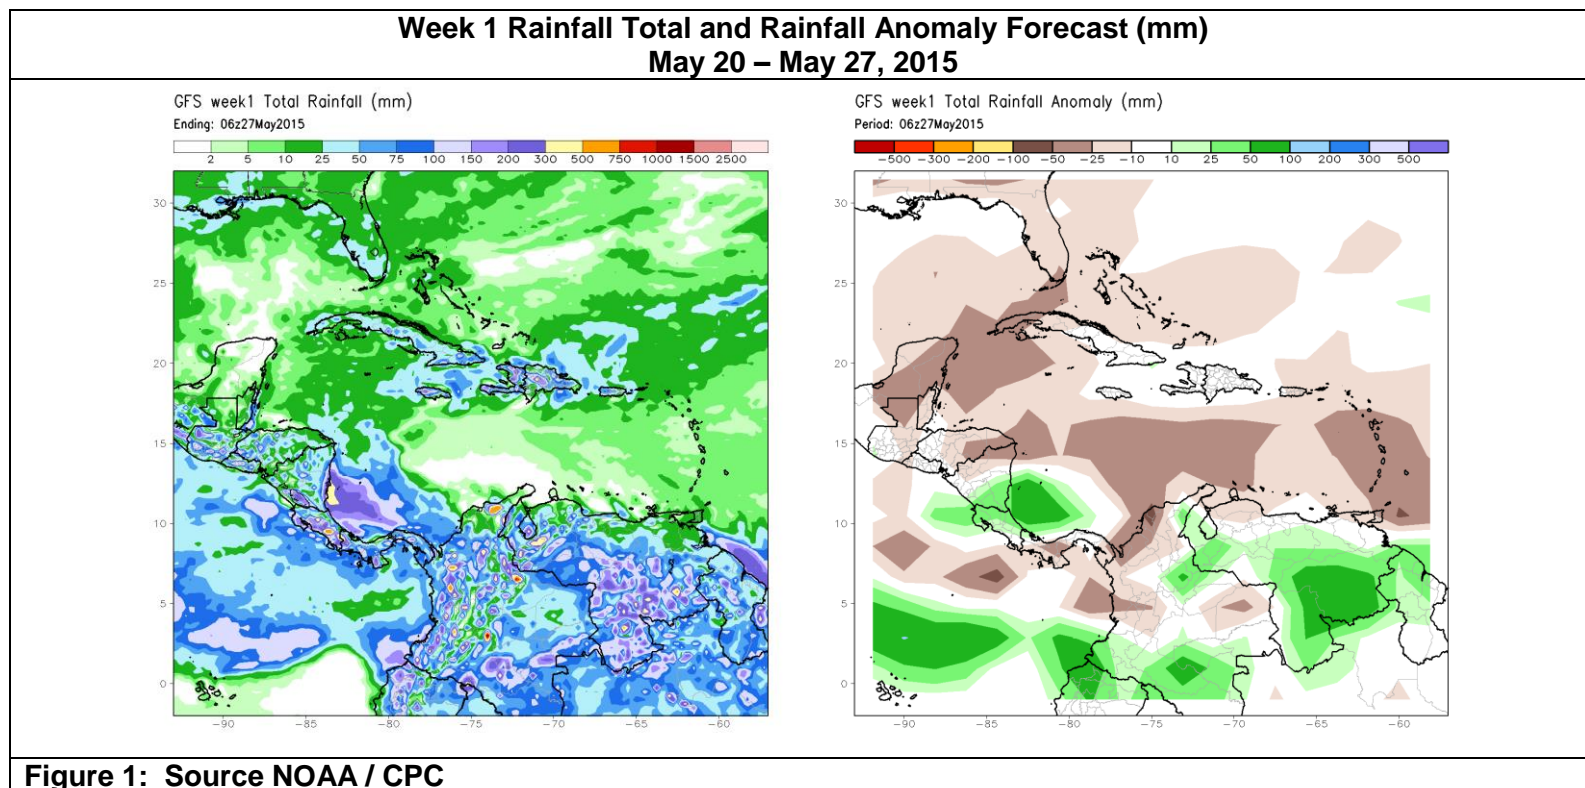 Week 1 Rainfall Total and Rainfall Anomaly Forecast (mm)
May 20 – May 27, 2015
GFS week1 Total Rainfall (mm)
Ending: 06z27May2015
2 5 10 25 50 75 100 150 200 300 500 750 1000 1500 2500
30
25
20
15
10
5
0
-90 -85 -80 -75 -70 -65 -60
GFS week1 Total Rainfall Anomaly (mm)
Period: 06z27May2015
-500 -300 -200 -100 -50 -25 -10 10 25 50 100 200 300 500
30
25
20
15
10
5
0
-90 -85 -80 -75 -70 -65 -60
Figure 1: Source NOAA / CPC